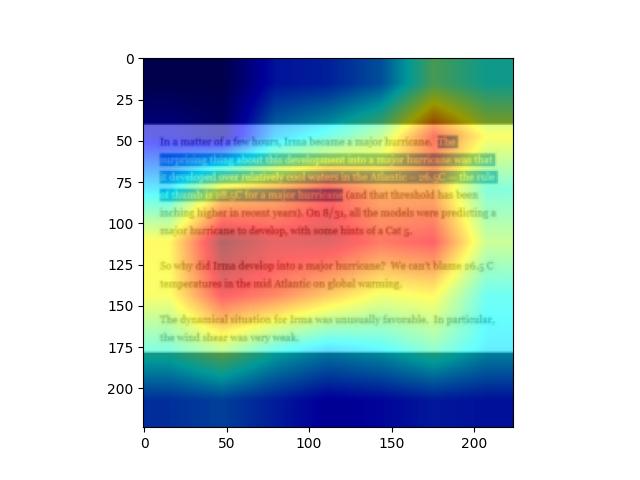 0
25
50
75
100
125
150
175
200
In a matter of a few hours, Irma became a major hurricane. The
surprising thing about this development into a major hurricane was that
it developed over relatively cool waters in the Atlantic – 26.5C — the rule
of thumb is 28.5C for a major hurricane (and that threshold has been
inching higher in recent years). On 8/31, all the models were predicting a
major hurricane to develop, with some hints of a Cat 5.
So why did Irma develop into a major hurricane? We can't blame 26.5 C
temperatures in the mid Atlantic on global warming.
The dynamical situation for Irma was unusually favorable. In particular,
the wind shear was very weak.
0 50 100 150 200